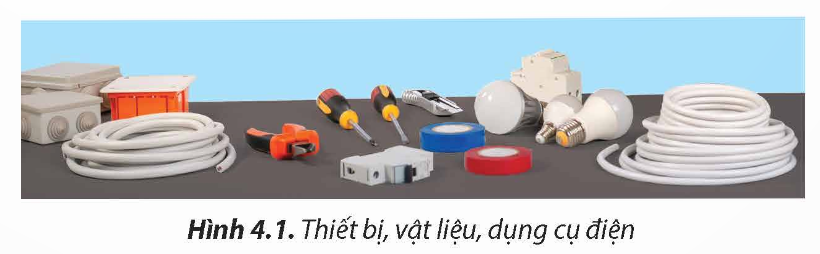 Hình 4.1. Thiết bị, vật liệu, dụng cụ điện